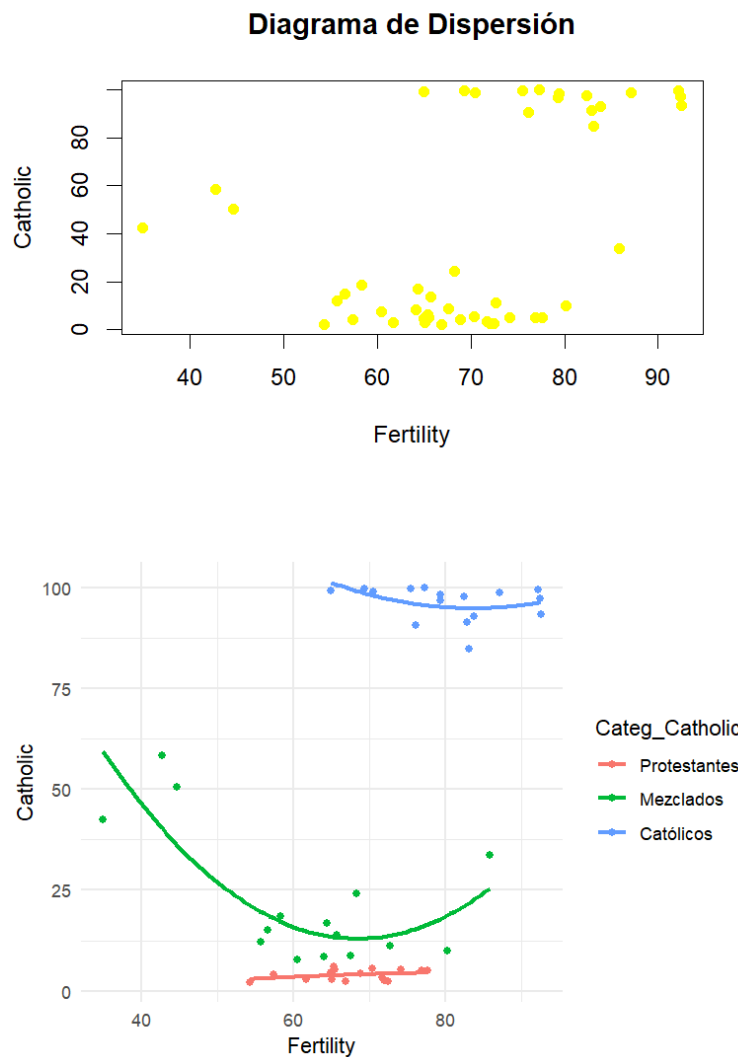 Diagrama de Dispersión
Catholic
80
60
40
20
0
40 50 60 70 80 90
Fertility
100
75
50
25
0
Catholic
40 60 80
Fertility
Categ_Catholic
Protestantes
Mezclados
Católicos